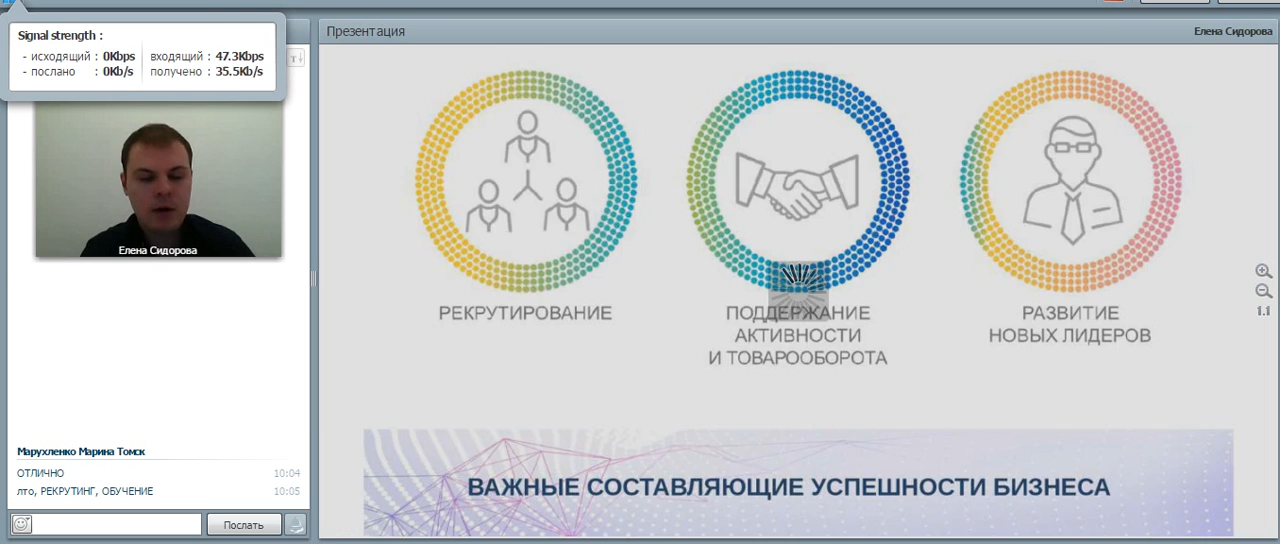 Signal strength :
- исходящий : 0Kbps
входящий : 47.3Kbps
- послано : 0Kb/s
получено : 35.5Kb/s
Елена Сидорова
Марухленко Марина Томск
ОТЛИЧНО 10:04
лто, РЕКРУТИНГ, ОБУЧЕНИЕ 10:05
Послать
Презентация
Елена Сидорова
РЕКРУТИРОВАНИЕ
ПОДДЕРЖАНИЕ
АКТИВНОСТИ
И ТОВАРООБОРОТА
РАЗВИТИЕ
НОВЫХ ЛИДЕРОВ
1:1
ВАЖНЫЕ СОСТАВЛЯЮЩИЕ УСПЕШНОСТИ БИЗНЕСА